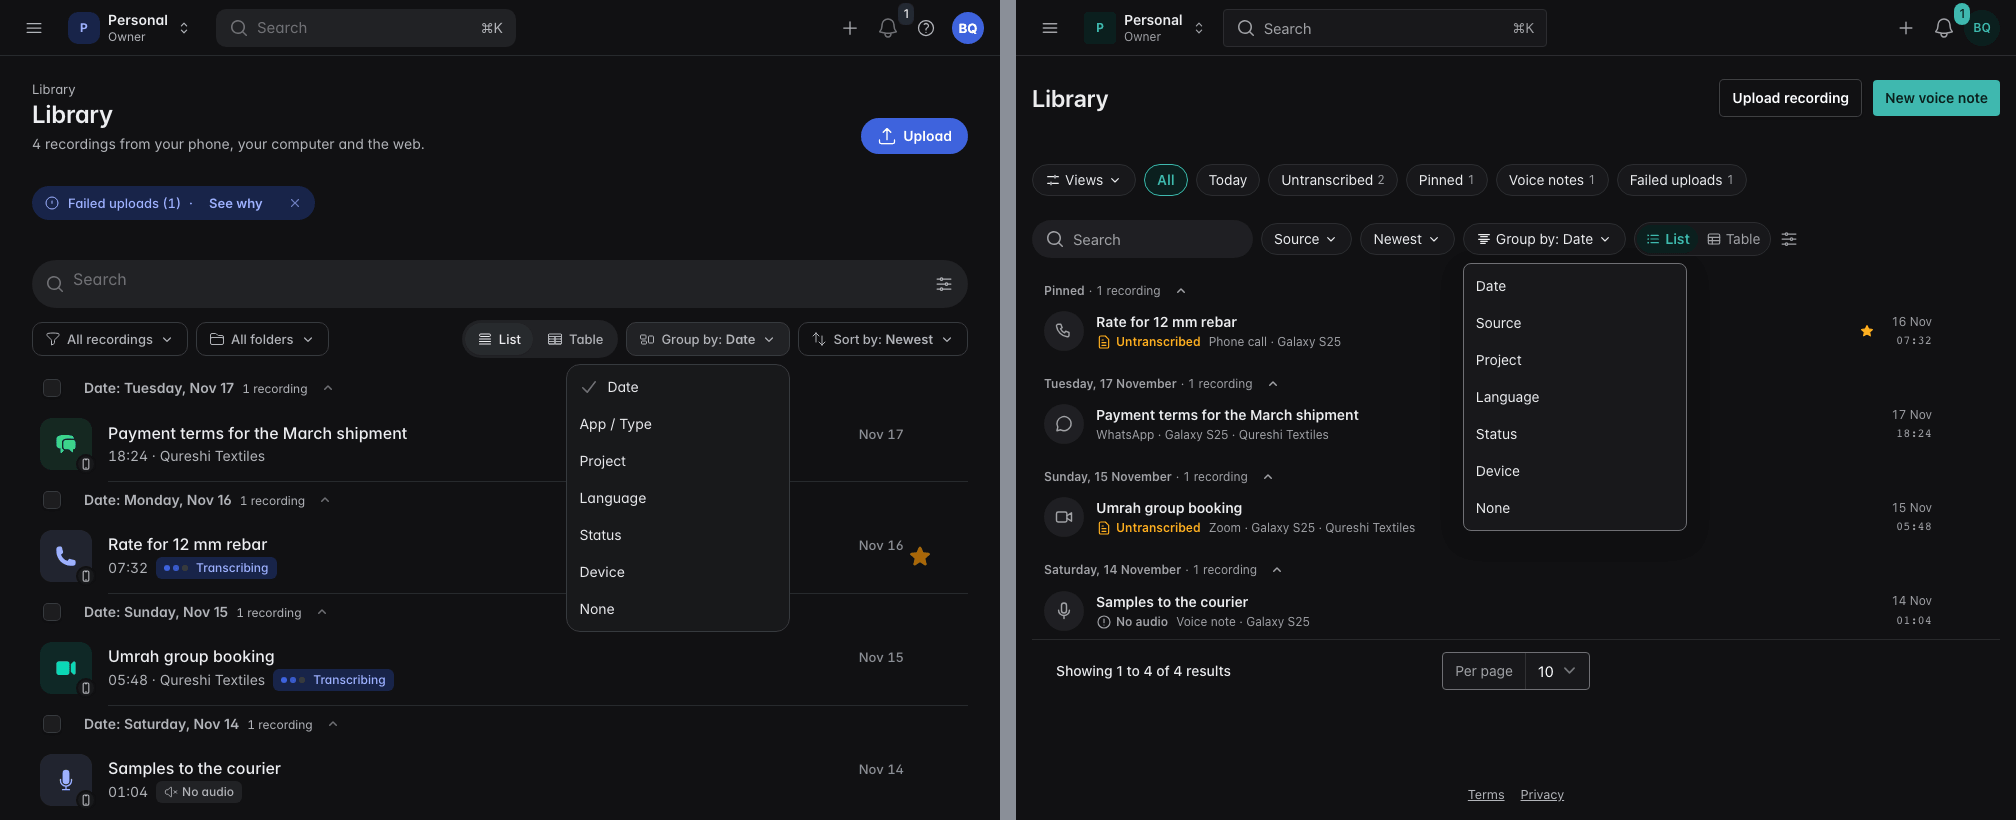 P
Personal
Owner
Search
⌘K
1
BQ
Library
Library
4 recordings from your phone, your computer and the web.
Upload
Failed uploads (1) · See why
Search
All recordings
All folders
List
Table
Group by: Date
Sort by: Newest
Date: Tuesday, Nov 17 1 recording
Payment terms for the March shipment
18:24 · Qureshi Textiles
Nov 17
Date: Monday, Nov 16 1 recording
Rate for 12 mm rebar
07:32 Transcribing
Nov 16
Date: Sunday, Nov 15 1 recording
Umrah group booking
05:48 · Qureshi Textiles Transcribing
Nov 15
Date: Saturday, Nov 14 1 recording
Samples to the courier
01:04 No audio
Nov 14
Date
App / Type
Project
Language
Status
Device
None
P
Personal
Owner
Search
⌘K
1
BQ
Library
Upload recording
New voice note
Views
All
Today
Untranscribed 2
Pinned 1
Voice notes 1
Failed uploads 1
Search
Source
Newest
Group by: Date
List
Table
Pinned · 1 recording
Rate for 12 mm rebar
Untranscribed Phone call · Galaxy S25
16 Nov
07:32
Tuesday, 17 November · 1 recording
Payment terms for the March shipment
WhatsApp · Galaxy S25 · Qureshi Textiles
17 Nov
18:24
Sunday, 15 November · 1 recording
Umrah group booking
Untranscribed Zoom · Galaxy S25 · Qureshi Textiles
15 Nov
05:48
Saturday, 14 November · 1 recording
Samples to the courier
No audio Voice note · Galaxy S25
14 Nov
01:04
Date
Source
Project
Language
Status
Device
None
Showing 1 to 4 of 4 results
Per page 10
Terms Privacy